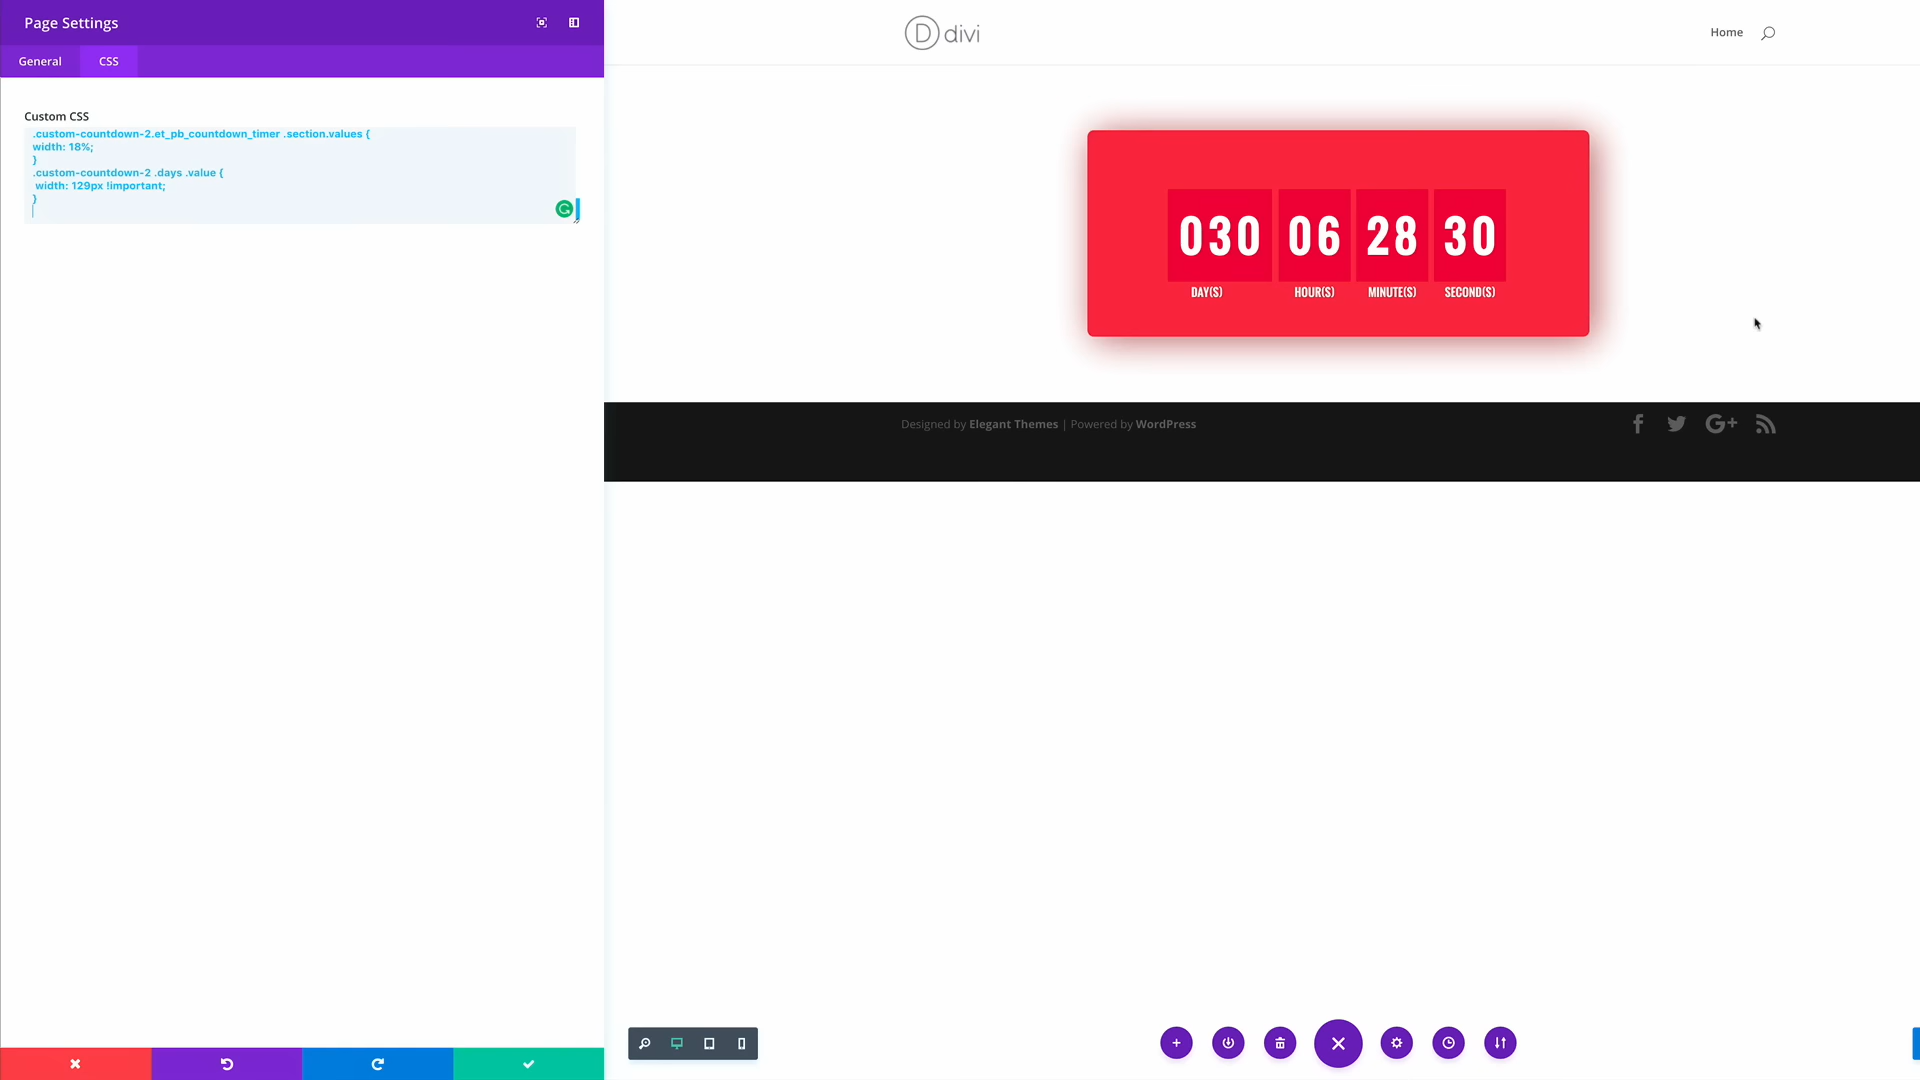 Page Settings
General CSS
Custom CSS
.custom-countdown-2.et_pb_countdown_timer .section.values {
width: 18%;
}
.custom-countdown-2 .days .value {
width: 129px !important;
}
D divi
Home
030 06 28 30
DAY(S) HOUR(S) MINUTE(S) SECOND(S)
Designed by Elegant Themes | Powered by WordPress